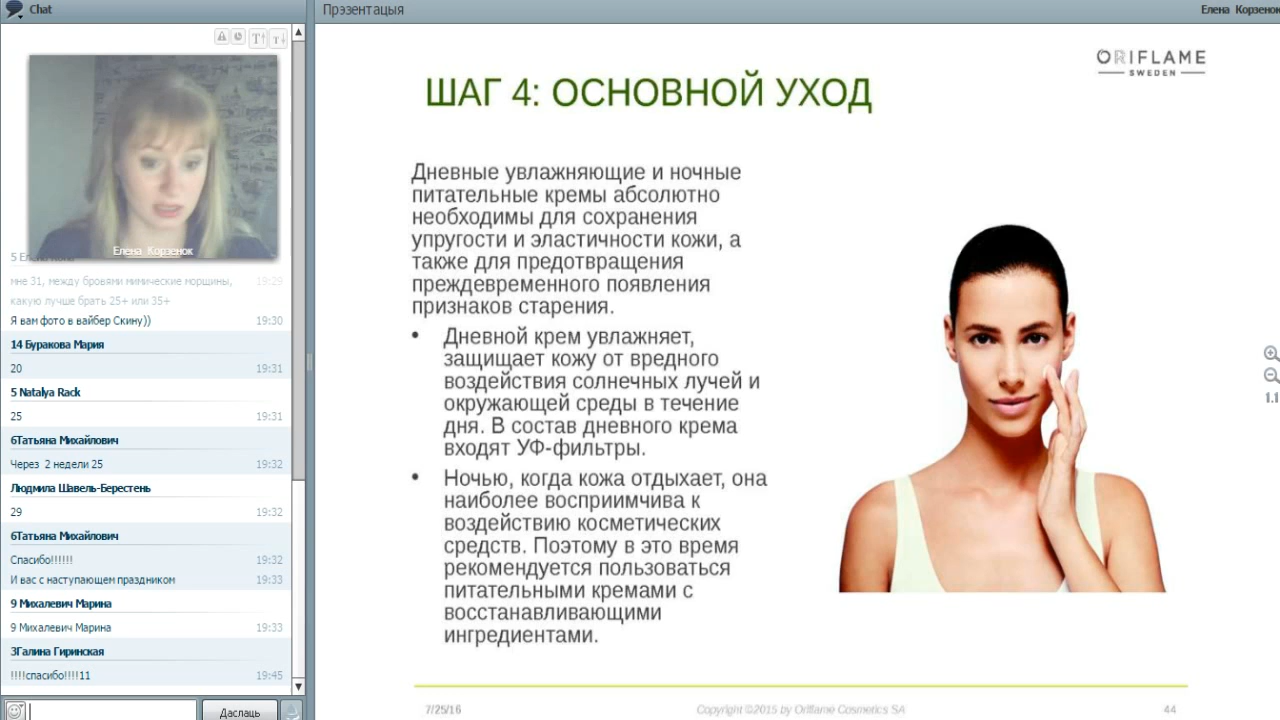 Chat
Елена Корзенок
5 Ел
мне 31, между бровями мимические морщины, 19:29
какую лучше брать 25+ или 35+
Я вам фото в вайбер Скину)) 19:30
14 Буракова Мария
20 19:31
5 Natalya Rack
25 19:31
6Татьяна Михайлович
Через 2 недели 25 19:32
Людмила Шавель-Берестень
29 19:32
6Татьяна Михайлович
Спасибо!!!!!! 19:32
И вас с наступающем праздником 19:33
9 Михалевич Марина
9 Михалевич Марина 19:33
3Галина Гиринская
!!!!спасибо!!!!11 19:45
Даслаць
Прэзентацыя
Елена Корзенок
ORIFLAME
SWEDEN
ШАГ 4: ОСНОВНОЙ УХОД
Дневные увлажняющие и ночные
питательные кремы абсолютно
необходимы для сохранения
упругости и эластичности кожи, а
также для предотвращения
преждевременного появления
признаков старения.
• Дневной крем увлажняет,
защищает кожу от вредного
воздействия солнечных лучей и
окружающей среды в течение
дня. В состав дневного крема
входят УФ-фильтры.
• Ночью, когда кожа отдыхает, она
наиболее восприимчива к
воздействию косметических
средств. Поэтому в это время
рекомендуется пользоваться
питательными кремами с
восстанавливающими
ингредиентами.
1.1
7/25/16
Copyright ©2015 by Oriflame Cosmetics SA
44